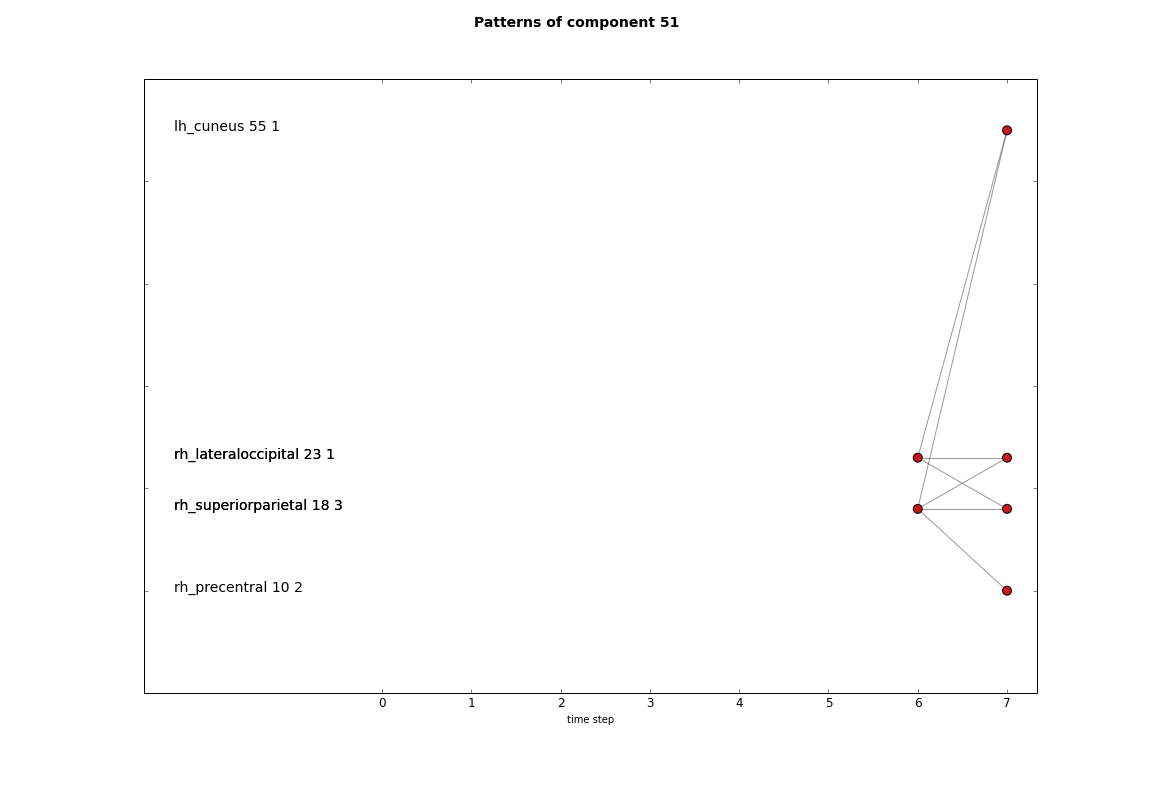 Patterns of component 51
lh_cuneus 55 1
rh_lateraloccipital 23 1
rh_superiorparietal 18 3
rh_precentral 10 2
0 1 2 3 4 5 6 7
time step